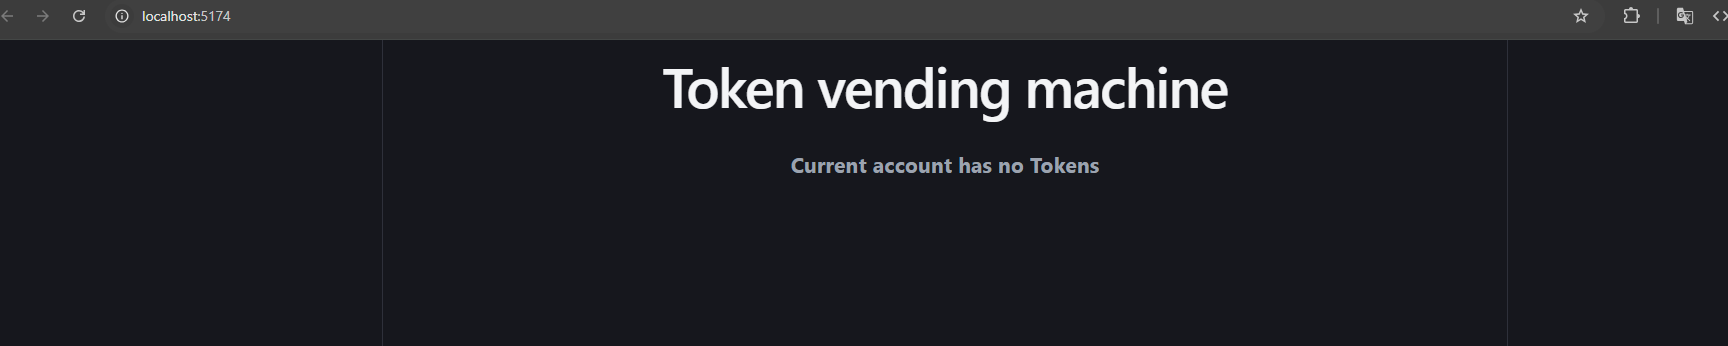 localhost:5174
Token vending machine
Current account has no Tokens